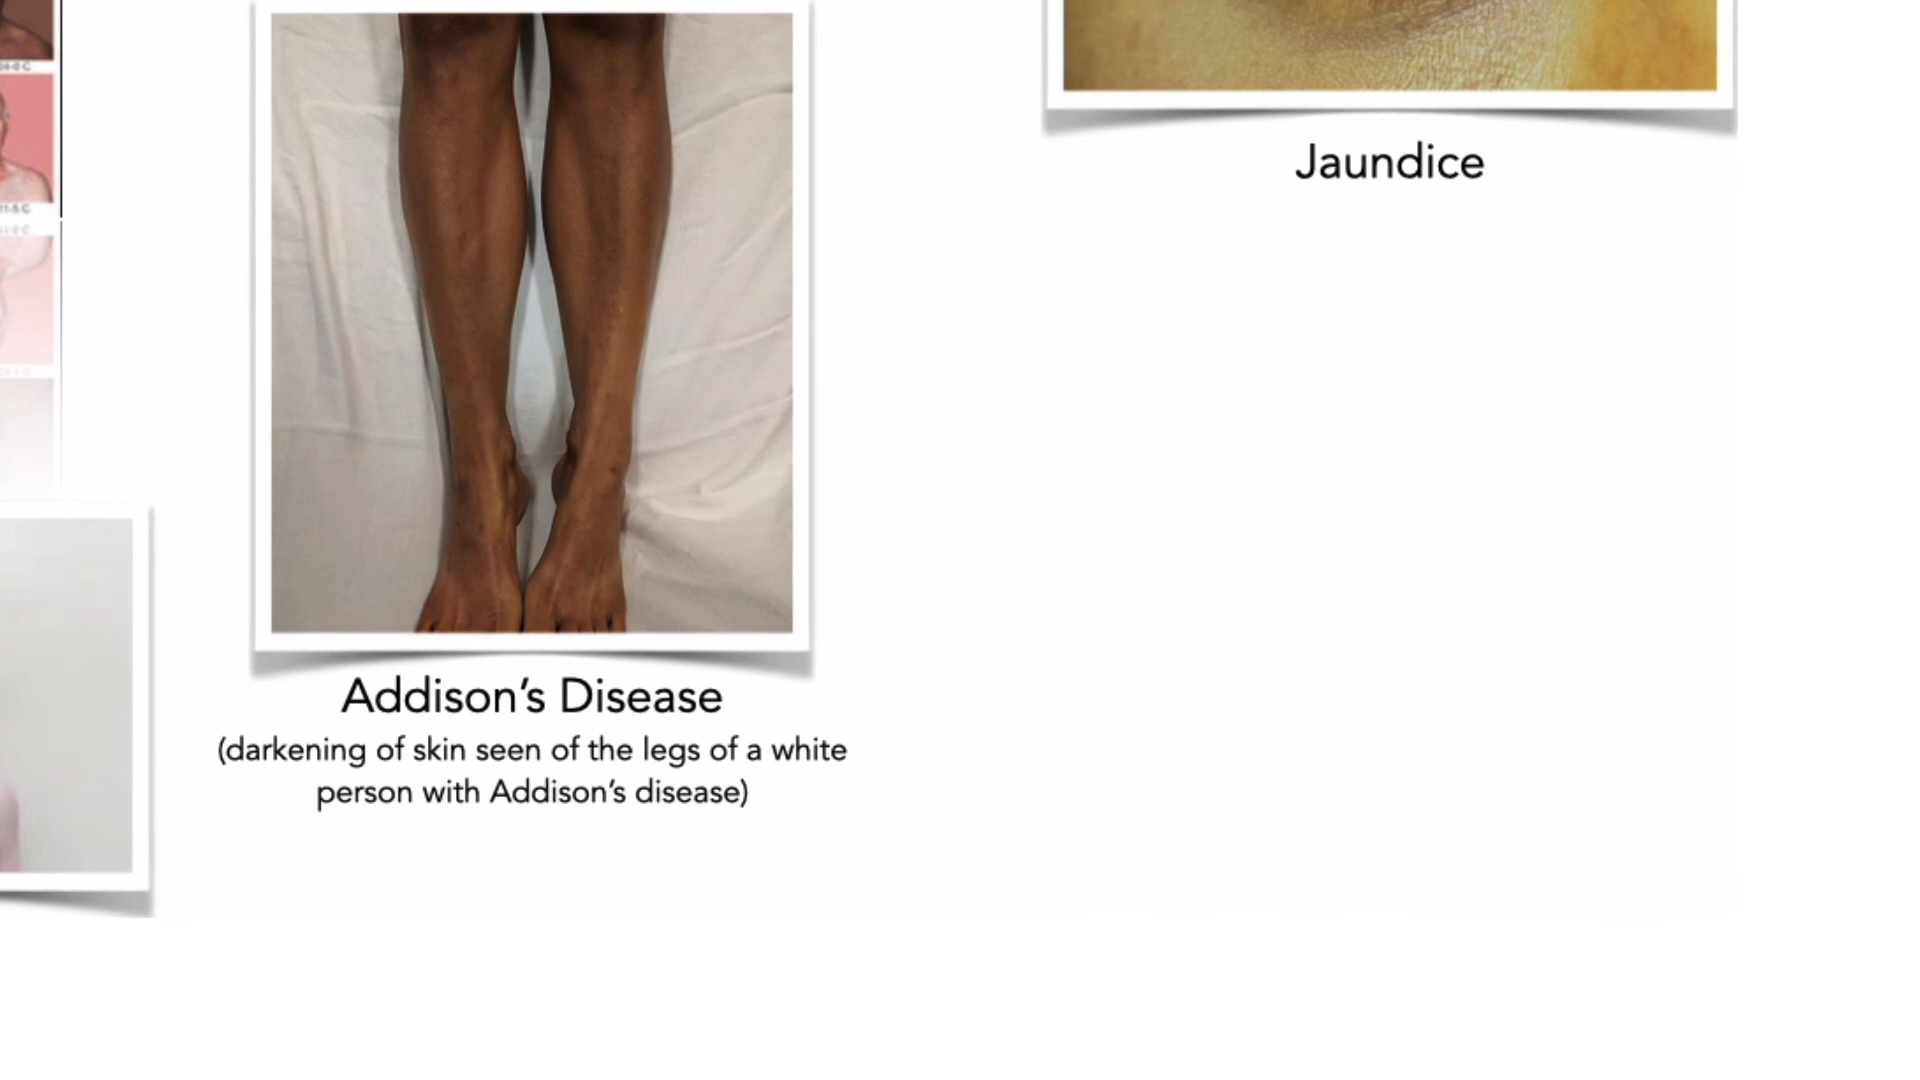 Jaundice
Addison's Disease
(darkening of skin seen of the legs of a white
person with Addison's disease)